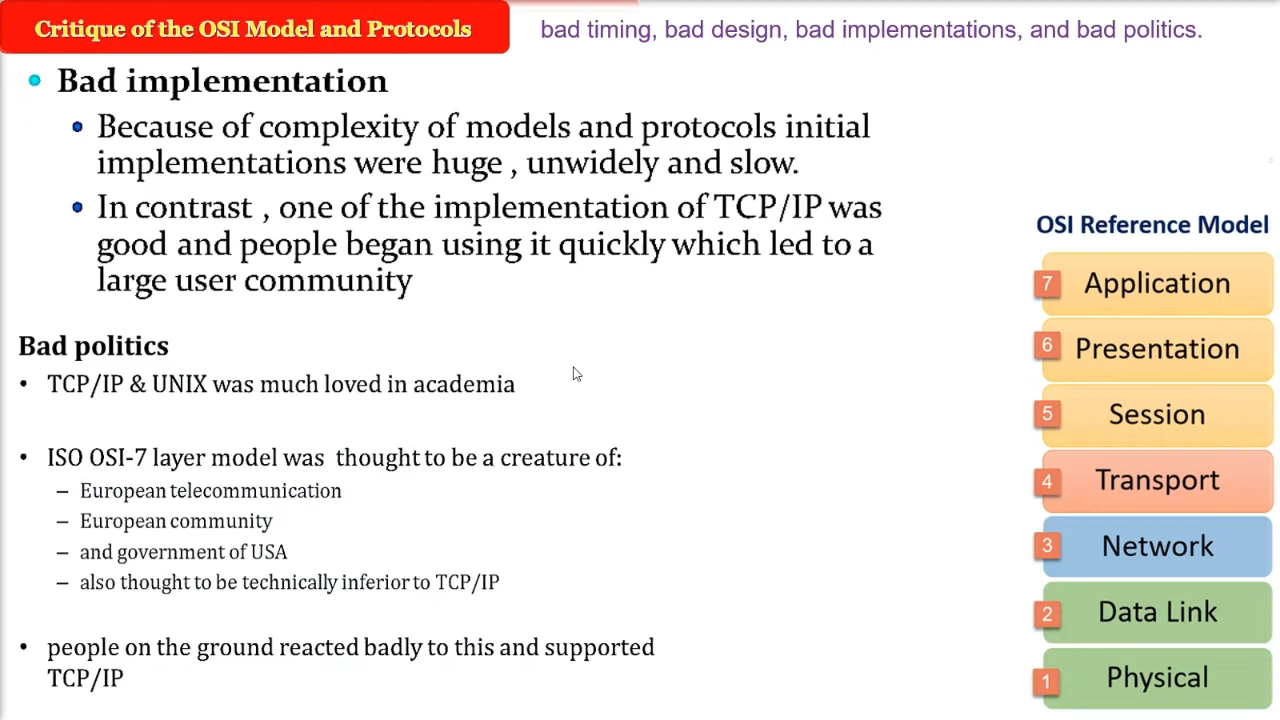 Critique of the OSI Model and Protocols
bad timing, bad design, bad implementations, and bad politics.
• Bad implementation
• Because of complexity of models and protocols initial
implementations were huge , unwidely and slow.
• In contrast , one of the implementation of TCP/IP was
good and people began using it quickly which led to a
large user community
Bad politics
• TCP/IP & UNIX was much loved in academia
• ISO OSI-7 layer model was thought to be a creature of:
– European telecommunication
– European community
– and government of USA
– also thought to be technically inferior to TCP/IP
• people on the ground reacted badly to this and supported
TCP/IP
OSI Reference Model
7 Application
6 Presentation
5 Session
4 Transport
3 Network
2 Data Link
1 Physical